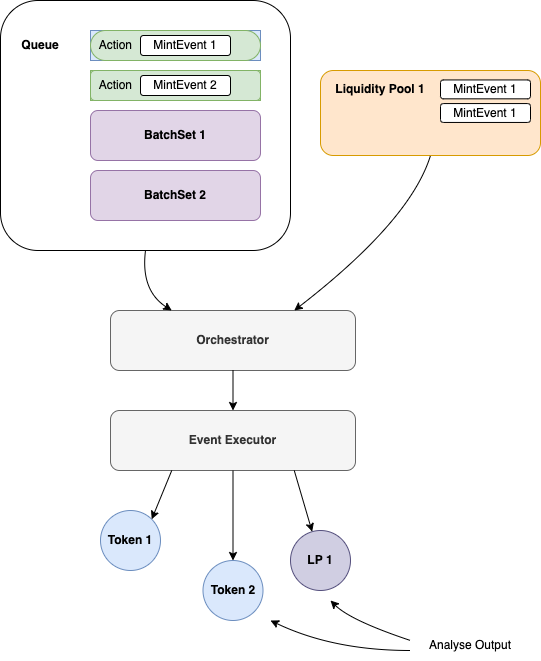 Queue
Action MintEvent 1
Action MintEvent 2
BatchSet 1
BatchSet 2
Liquidity Pool 1 MintEvent 1
MintEvent 1
Orchestrator
Event Executor
Token 1
Token 2
LP 1
Analyse Output